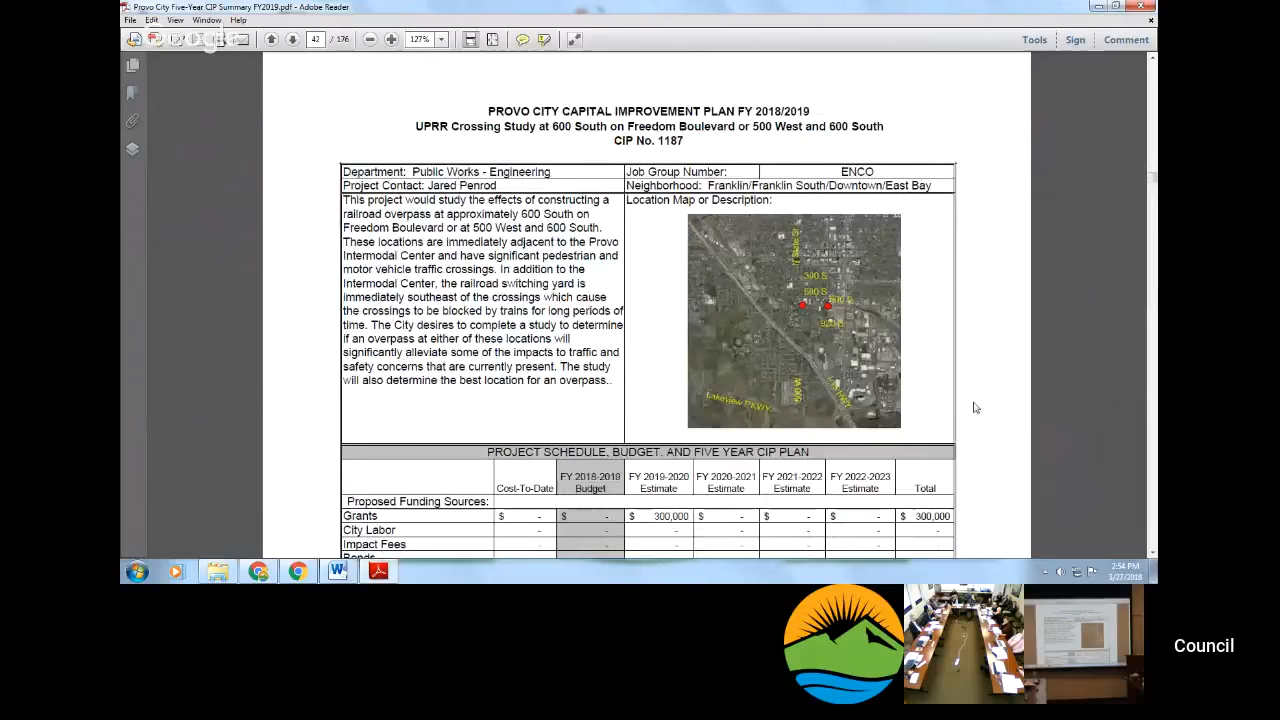 Provo City Five-Year CIP Summary FY2019.pdf - Adobe Reader
File Edit View Window Help
Google
42 / 176 127% Tools Sign Comment
PROVO CITY CAPITAL IMPROVEMENT PLAN FY 2018/2019
UPRR Crossing Study at 600 South on Freedom Boulevard or 500 West and 600 South
CIP No. 1187
Department: Public Works - Engineering
Job Group Number: ENCO
Project Contact: Jared Penrod
Neighborhood: Franklin/Franklin South/Downtown/East Bay
This project would study the effects of constructing a
railroad overpass at approximately 600 South on
Freedom Boulevard or at 500 West and 600 South.
These locations are immediately adjacent to the Provo
Intermodal Center and have significant pedestrian and
motor vehicle traffic crossings. In addition to the
Intermodal Center, the railroad switching yard is
immediately southeast of the crossings which cause
the crossings to be blocked by trains for long periods of
time. The City desires to complete a study to determine
if an overpass at either of these locations will
significantly alleviate some of the impacts to traffic and
safety concerns that are currently present. The study
will also determine the best location for an overpass..
Location Map or Description:
N State St
300 S
600 S
920 S
500 W
Lakeview PKWY
PROJECT SCHEDULE, BUDGET, AND FIVE YEAR CIP PLAN
Cost-To-Date FY 2018-2019 Budget FY 2019-2020 Estimate FY 2020-2021 Estimate FY 2021-2022 Estimate FY 2022-2023 Estimate Total
Proposed Funding Sources:
Grants $ - $ - $ 300,000 $ - $ - $ - $ 300,000
City Labor - - - - - - -
Impact Fees - - - - - - -
Bonds
2:54 PM
3/27/2018
Council